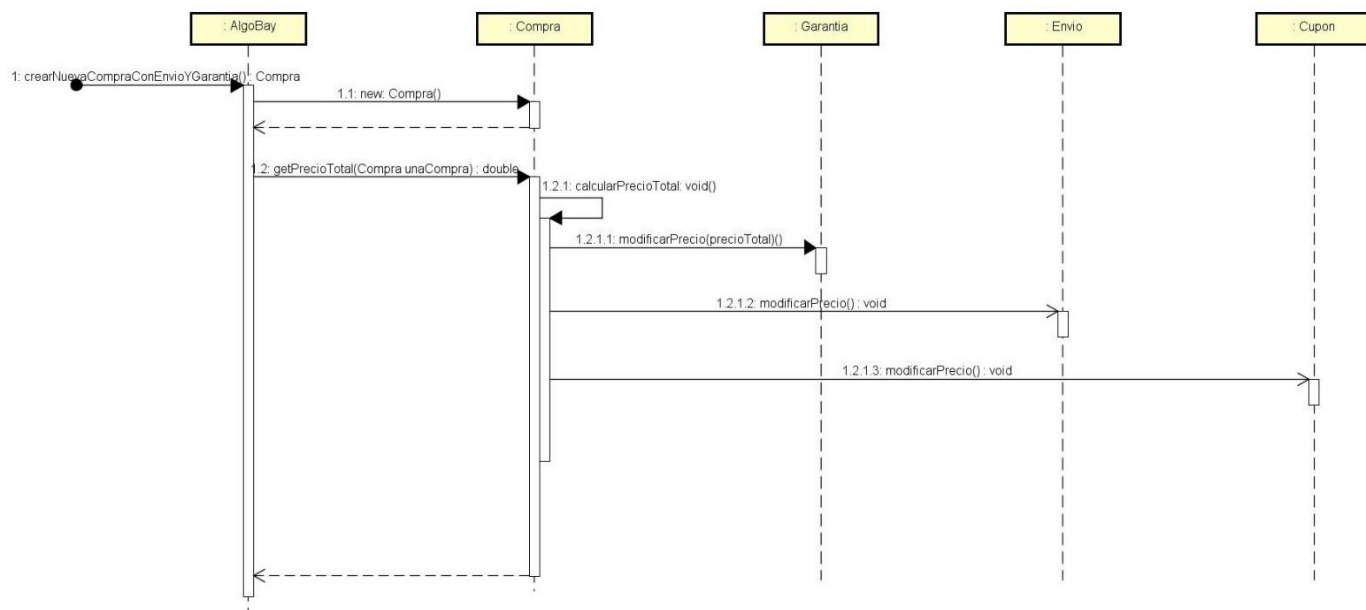 : AlgoBay
: Compra
: Garantia
: Envio
: Cupon
1: crearNuevaCompraConEnvioYGarantia() : Compra
1.1: new: Compra()
1.2: getPrecioTotal(Compra unaCompra) : double
1.2.1: calcularPrecioTotal: void()
1.2.1.1: modificarPrecio(precioTotal)()
1.2.1.2: modificarPrecio() : void
1.2.1.3: modificarPrecio() : void